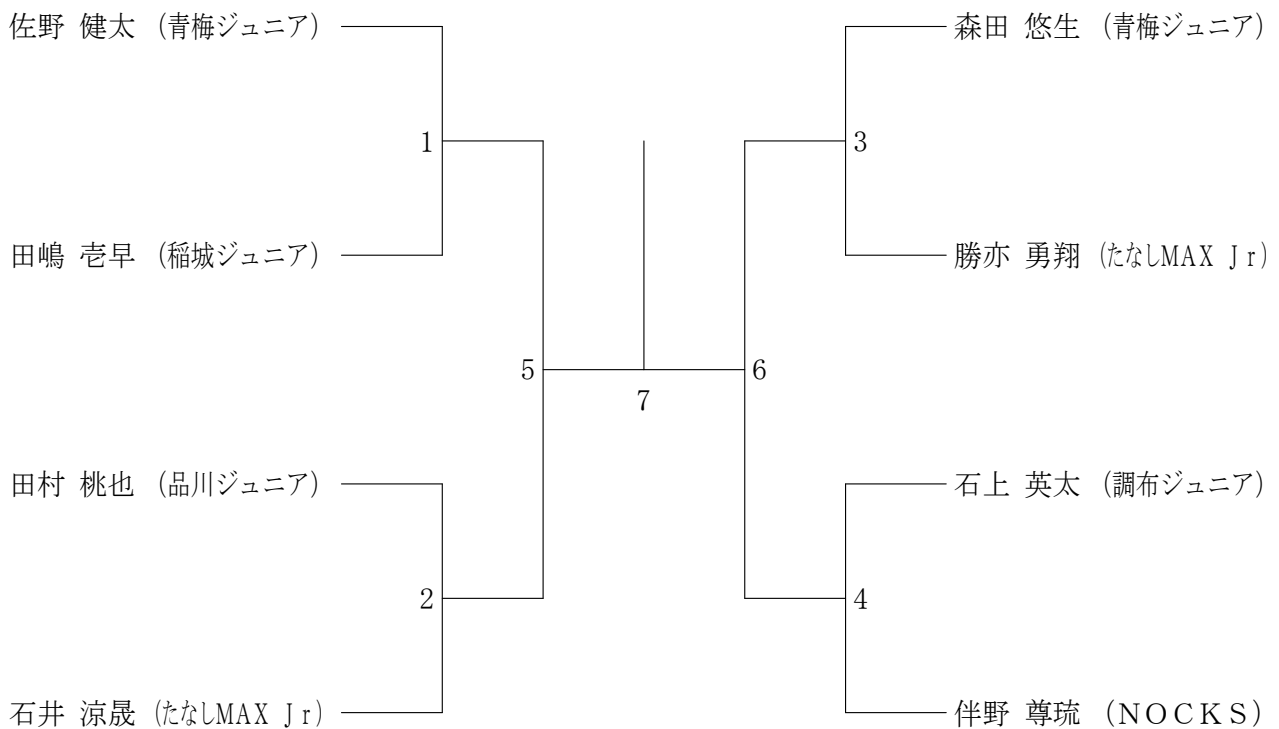 佐野 健太 (青梅ジュニア)
1
田嶋 壱早 (稲城ジュニア)
5
田村 桃也 (品川ジュニア)
2
石井 涼晟 (たなしMAX Jr)
7
森田 悠生 (青梅ジュニア)
3
勝亦 勇翔 (たなしMAX Jr)
6
石上 英太 (調布ジュニア)
4
伴野 尊琉 (NOCKS)